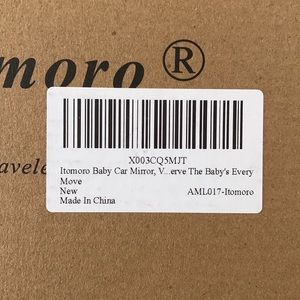 moro®
X003CQ5MJT
Itomoro Baby Car Mirror, V...erve The Baby's Every
Move
New AML017-Itomoro
Made In China
avele